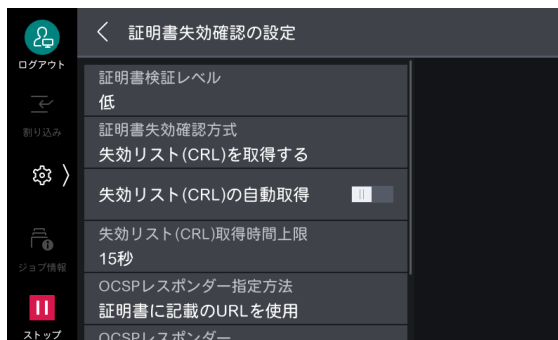 証明書失効確認の設定
ログアウト
割り込み
ジョブ情報
ストップ
証明書検証レベル
低
証明書失効確認方式
失効リスト(CRL)を取得する
失効リスト(CRL)の自動取得
失効リスト(CRL)取得時間上限
15秒
OCSPレスポンダー指定方法
証明書に記載のURLを使用
OCSPレスポンダー